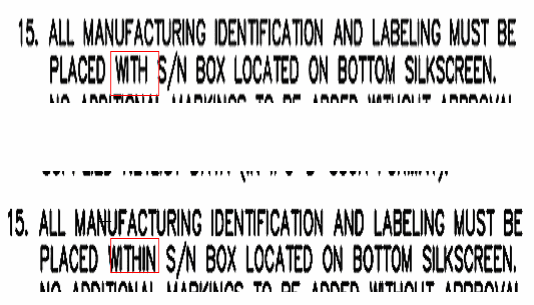 15. ALL MANUFACTURING IDENTIFICATION AND LABELING MUST BE
PLACED WITH S/N BOX LOCATED ON BOTTOM SILKSCREEN.
NO ADDITIONAL MARKINGS TO BE ADDED WITHOUT APPROVAL
15. ALL MANUFACTURING IDENTIFICATION AND LABELING MUST BE
PLACED WITHIN S/N BOX LOCATED ON BOTTOM SILKSCREEN.
NO ADDITIONAL MARKINGS TO BE ADDED WITHOUT APPROVAL